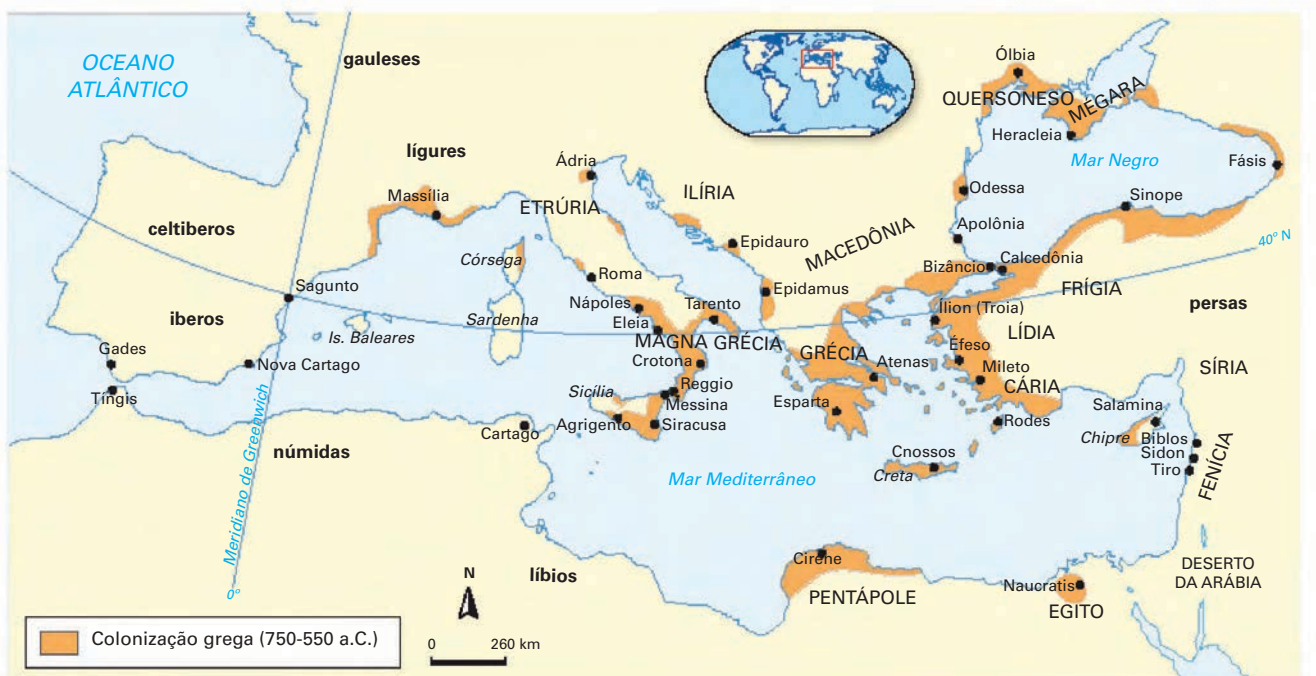 OCEANO
ATLÂNTICO
gauleses
Ólbia
QUERSONESO
MÉGARA
Heracleia
Mar Negro
Fásis
lígures
Ádria
Massília
ETRÚRIA
ILÍRIA
Odessa
Sinope
celtiberos
Apolônia
40º N
Epidauro
MACEDÔNIA
Córsega
Roma
Bizâncio
Calcedônia
Sagunto
Epidamus
FRÍGIA
persas
Nápoles
Tarento
Ílion (Troia)
iberos
Is. Baleares
Sardenha
Eleia
LÍDIA
MAGNA GRÉCIA
GRÉCIA
Éfeso
Gades
Nova Cartago
Crotona
Atenas
Mileto
SÍRIA
CÁRIA
Tíngis
Sicília
Reggio
Messina
Esparta
Salamina
Agrigento
Siracusa
Rodes
Chipre
Biblos
Cartago
Sidon
Tiro
FENÍCIA
númidas
Cnossos
Creta
Mar Mediterrâneo
Meridiano de Greenwich
0º
Cirene
líbios
PENTÁPOLE
Naucratis
EGITO
DESERTO
DA ARÁBIA
N
0 260 km
Colonização grega (750-550 a.C.)